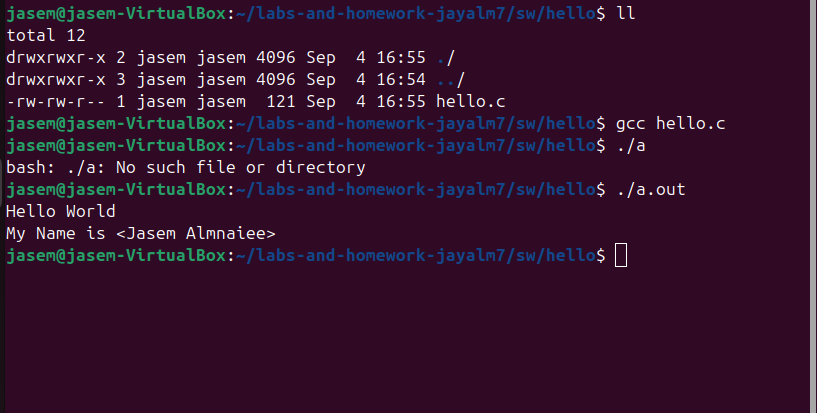 jasem@jasem-VirtualBox:~/labs-and-homework-jayalm7/sw/hello$ ll
total 12
drwxrwxr-x 2 jasem jasem 4096 Sep  4 16:55 ./
drwxrwxr-x 3 jasem jasem 4096 Sep  4 16:54 ../
-rw-rw-r-- 1 jasem jasem  121 Sep  4 16:55 hello.c
jasem@jasem-VirtualBox:~/labs-and-homework-jayalm7/sw/hello$ gcc hello.c
jasem@jasem-VirtualBox:~/labs-and-homework-jayalm7/sw/hello$ ./a
bash: ./a: No such file or directory
jasem@jasem-VirtualBox:~/labs-and-homework-jayalm7/sw/hello$ ./a.out
Hello World
My Name is <Jasem Almnaiee>
jasem@jasem-VirtualBox:~/labs-and-homework-jayalm7/sw/hello$